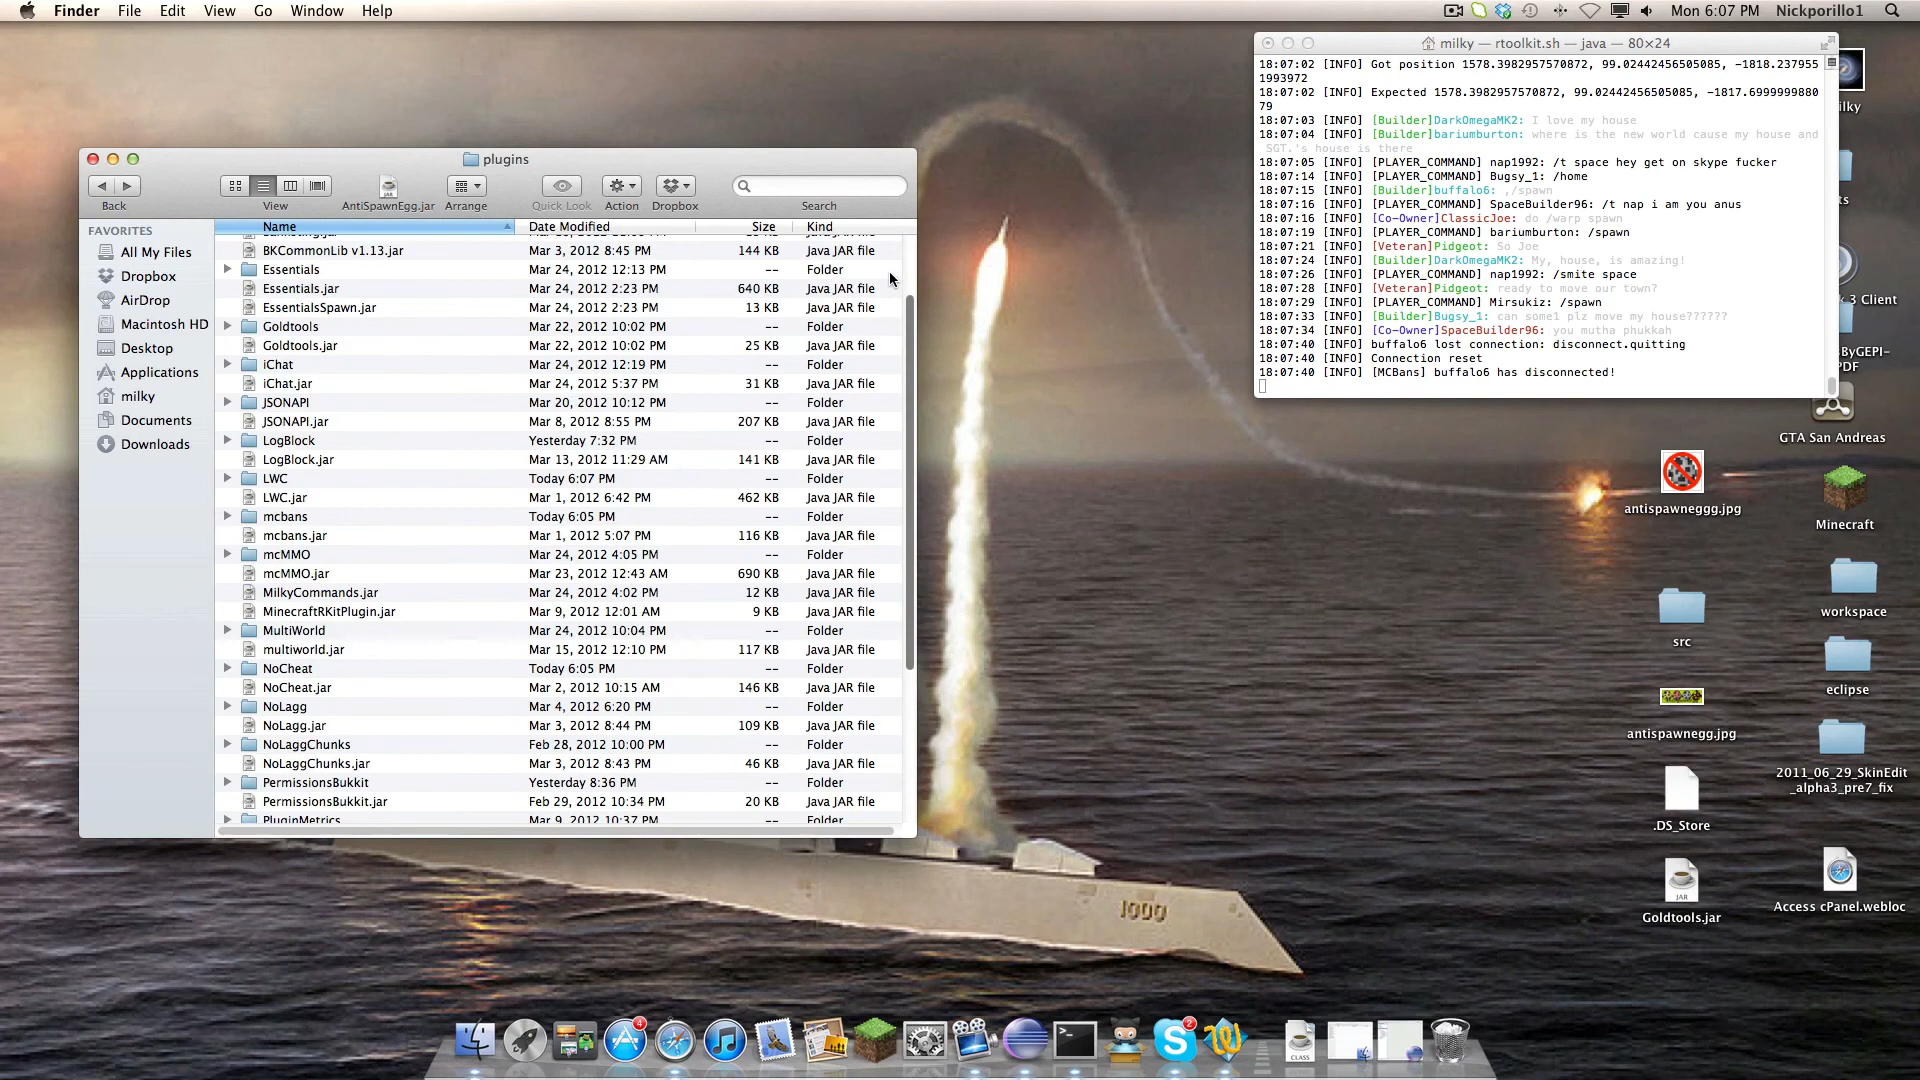 Finder File Edit View Go Window Help
Mon 6:07 PM Nickporillo1
plugins
Back
View
AntiSpawnEgg.jar
Arrange
Quick Look
Action
Dropbox
Search
FAVORITES
All My Files
Dropbox
AirDrop
Macintosh HD
Desktop
Applications
milky
Documents
Downloads
Name Date Modified Size Kind
BKCommonLib v1.13.jar Mar 3, 2012 8:45 PM 144 KB Java JAR file
Essentials Mar 24, 2012 12:13 PM -- Folder
Essentials.jar Mar 24, 2012 2:23 PM 640 KB Java JAR file
EssentialsSpawn.jar Mar 24, 2012 2:23 PM 13 KB Java JAR file
Goldtools Mar 22, 2012 10:02 PM -- Folder
Goldtools.jar Mar 22, 2012 10:02 PM 25 KB Java JAR file
iChat Mar 24, 2012 12:19 PM -- Folder
iChat.jar Mar 24, 2012 5:37 PM 31 KB Java JAR file
JSONAPI Mar 20, 2012 10:12 PM -- Folder
JSONAPI.jar Mar 8, 2012 8:55 PM 207 KB Java JAR file
LogBlock Yesterday 7:32 PM -- Folder
LogBlock.jar Mar 13, 2012 11:29 AM 141 KB Java JAR file
LWC Today 6:07 PM -- Folder
LWC.jar Mar 1, 2012 6:42 PM 462 KB Java JAR file
mcbans Today 6:05 PM -- Folder
mcbans.jar Mar 1, 2012 5:07 PM 116 KB Java JAR file
mcMMO Mar 24, 2012 4:05 PM -- Folder
mcMMO.jar Mar 23, 2012 12:43 AM 690 KB Java JAR file
MilkyCommands.jar Mar 24, 2012 4:02 PM 12 KB Java JAR file
MinecraftRKitPlugin.jar Mar 9, 2012 12:01 AM 9 KB Java JAR file
MultiWorld Mar 24, 2012 10:04 PM -- Folder
multiworld.jar Mar 15, 2012 12:10 PM 117 KB Java JAR file
NoCheat Today 6:05 PM -- Folder
NoCheat.jar Mar 2, 2012 10:15 AM 146 KB Java JAR file
NoLagg Mar 4, 2012 6:20 PM -- Folder
NoLagg.jar Mar 3, 2012 8:44 PM 109 KB Java JAR file
NoLaggChunks Feb 28, 2012 10:00 PM -- Folder
NoLaggChunks.jar Mar 3, 2012 8:43 PM 46 KB Java JAR file
PermissionsBukkit Yesterday 8:36 PM -- Folder
PermissionsBukkit.jar Feb 29, 2012 10:34 PM 20 KB Java JAR file
PluginMetrics Mar 9, 2012 10:37 PM -- Folder
milky — rtoolkit.sh — java — 80×24
18:07:02 [INFO] Got position 1578.3982957570872, 99.02442456505085, -1818.237955
1993972
18:07:02 [INFO] Expected 1578.3982957570872, 99.02442456505085, -1817.6999999880
79
18:07:03 [INFO] [Builder]DarkOmegaMK2: I love my house
18:07:04 [INFO] [Builder]bariumburton: where is the new world cause my house and
SGT.'s house is there
18:07:05 [INFO] [PLAYER_COMMAND] nap1992: /t space hey get on skype fucker
18:07:14 [INFO] [PLAYER_COMMAND] Bugsy_1: /home
18:07:15 [INFO] [Builder]buffalo6: ,/spawn
18:07:16 [INFO] [PLAYER_COMMAND] SpaceBuilder96: /t nap i am you anus
18:07:16 [INFO] [Co-Owner]ClassicJoe: do /warp spawn
18:07:19 [INFO] [PLAYER_COMMAND] bariumburton: /spawn
18:07:21 [INFO] [Veteran]Pidgeot: So Joe
18:07:24 [INFO] [Builder]DarkOmegaMK2: My, house, is amazing!
18:07:26 [INFO] [PLAYER_COMMAND] nap1992: /smite space
18:07:28 [INFO] [Veteran]Pidgeot: ready to move our town?
18:07:29 [INFO] [PLAYER_COMMAND] Mirsukiz: /spawn
18:07:33 [INFO] [Builder]Bugsy_1: can some1 plz move my house??????
18:07:34 [INFO] [Co-Owner]SpaceBuilder96: you mutha phukkah
18:07:40 [INFO] buffalo6 lost connection: disconnect.quitting
18:07:40 [INFO] Connection reset
18:07:40 [INFO] [MCBans] buffalo6 has disconnected!
ilky
ts
k 3 Client
ByGEPI-
PDF
GTA San Andreas
antispawneggg.jpg
Minecraft
src
workspace
eclipse
antispawnegg.jpg
2011_06_29_SkinEdit
_alpha3_pre7_fix
.DS_Store
JAR
Goldtools.jar
Access cPanel.webloc
1000
4
2
CLASS